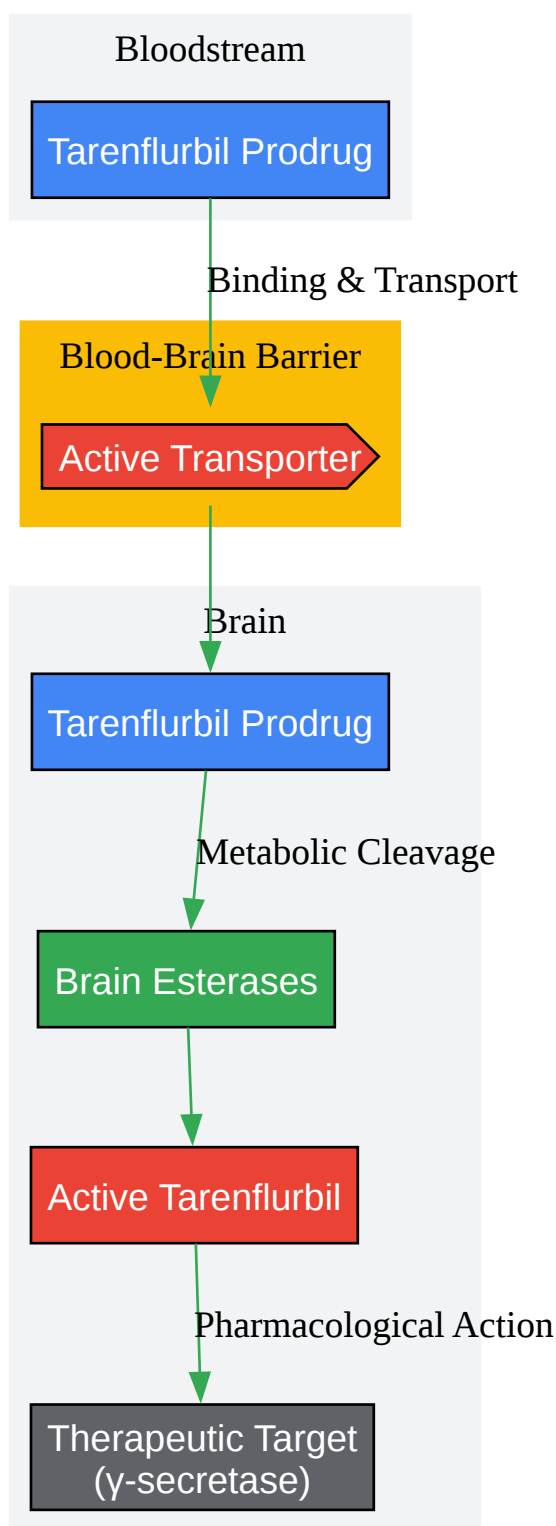 Bloodstream
Tarenflurbil Prodrug
Binding & Transport
Blood-Brain Barrier
Active Transporter
Brain
Tarenflurbil Prodrug
Metabolic Cleavage
Brain Esterases
Active Tarenflurbil
Pharmacological Action
Therapeutic Target
(γ-secretase)